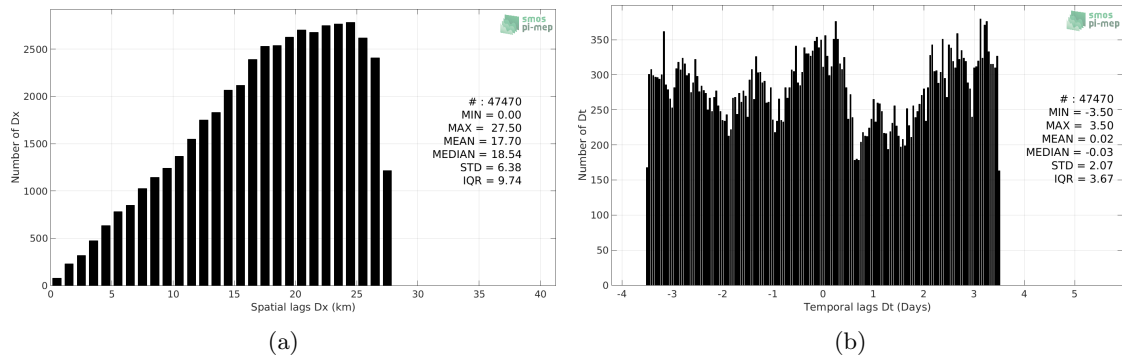 smos
pi-mep
2500
2000
1500
1000
500
0
Number of Dx
# : 47470
MIN = 0.00
MAX = 27.50
MEAN = 17.70
MEDIAN = 18.54
STD = 6.38
IQR = 9.74
0 5 10 15 20 25 30 35 40
Spatial lags Dx (km)
(a)
smos
pi-mep
350
300
250
200
150
100
50
0
Number of Dt
# : 47470
MIN = -3.50
MAX = 3.50
MEAN = 0.02
MEDIAN = -0.03
STD = 2.07
IQR = 3.67
-4 -3 -2 -1 0 1 2 3 4 5
Temporal lags Dt (Days)
(b)